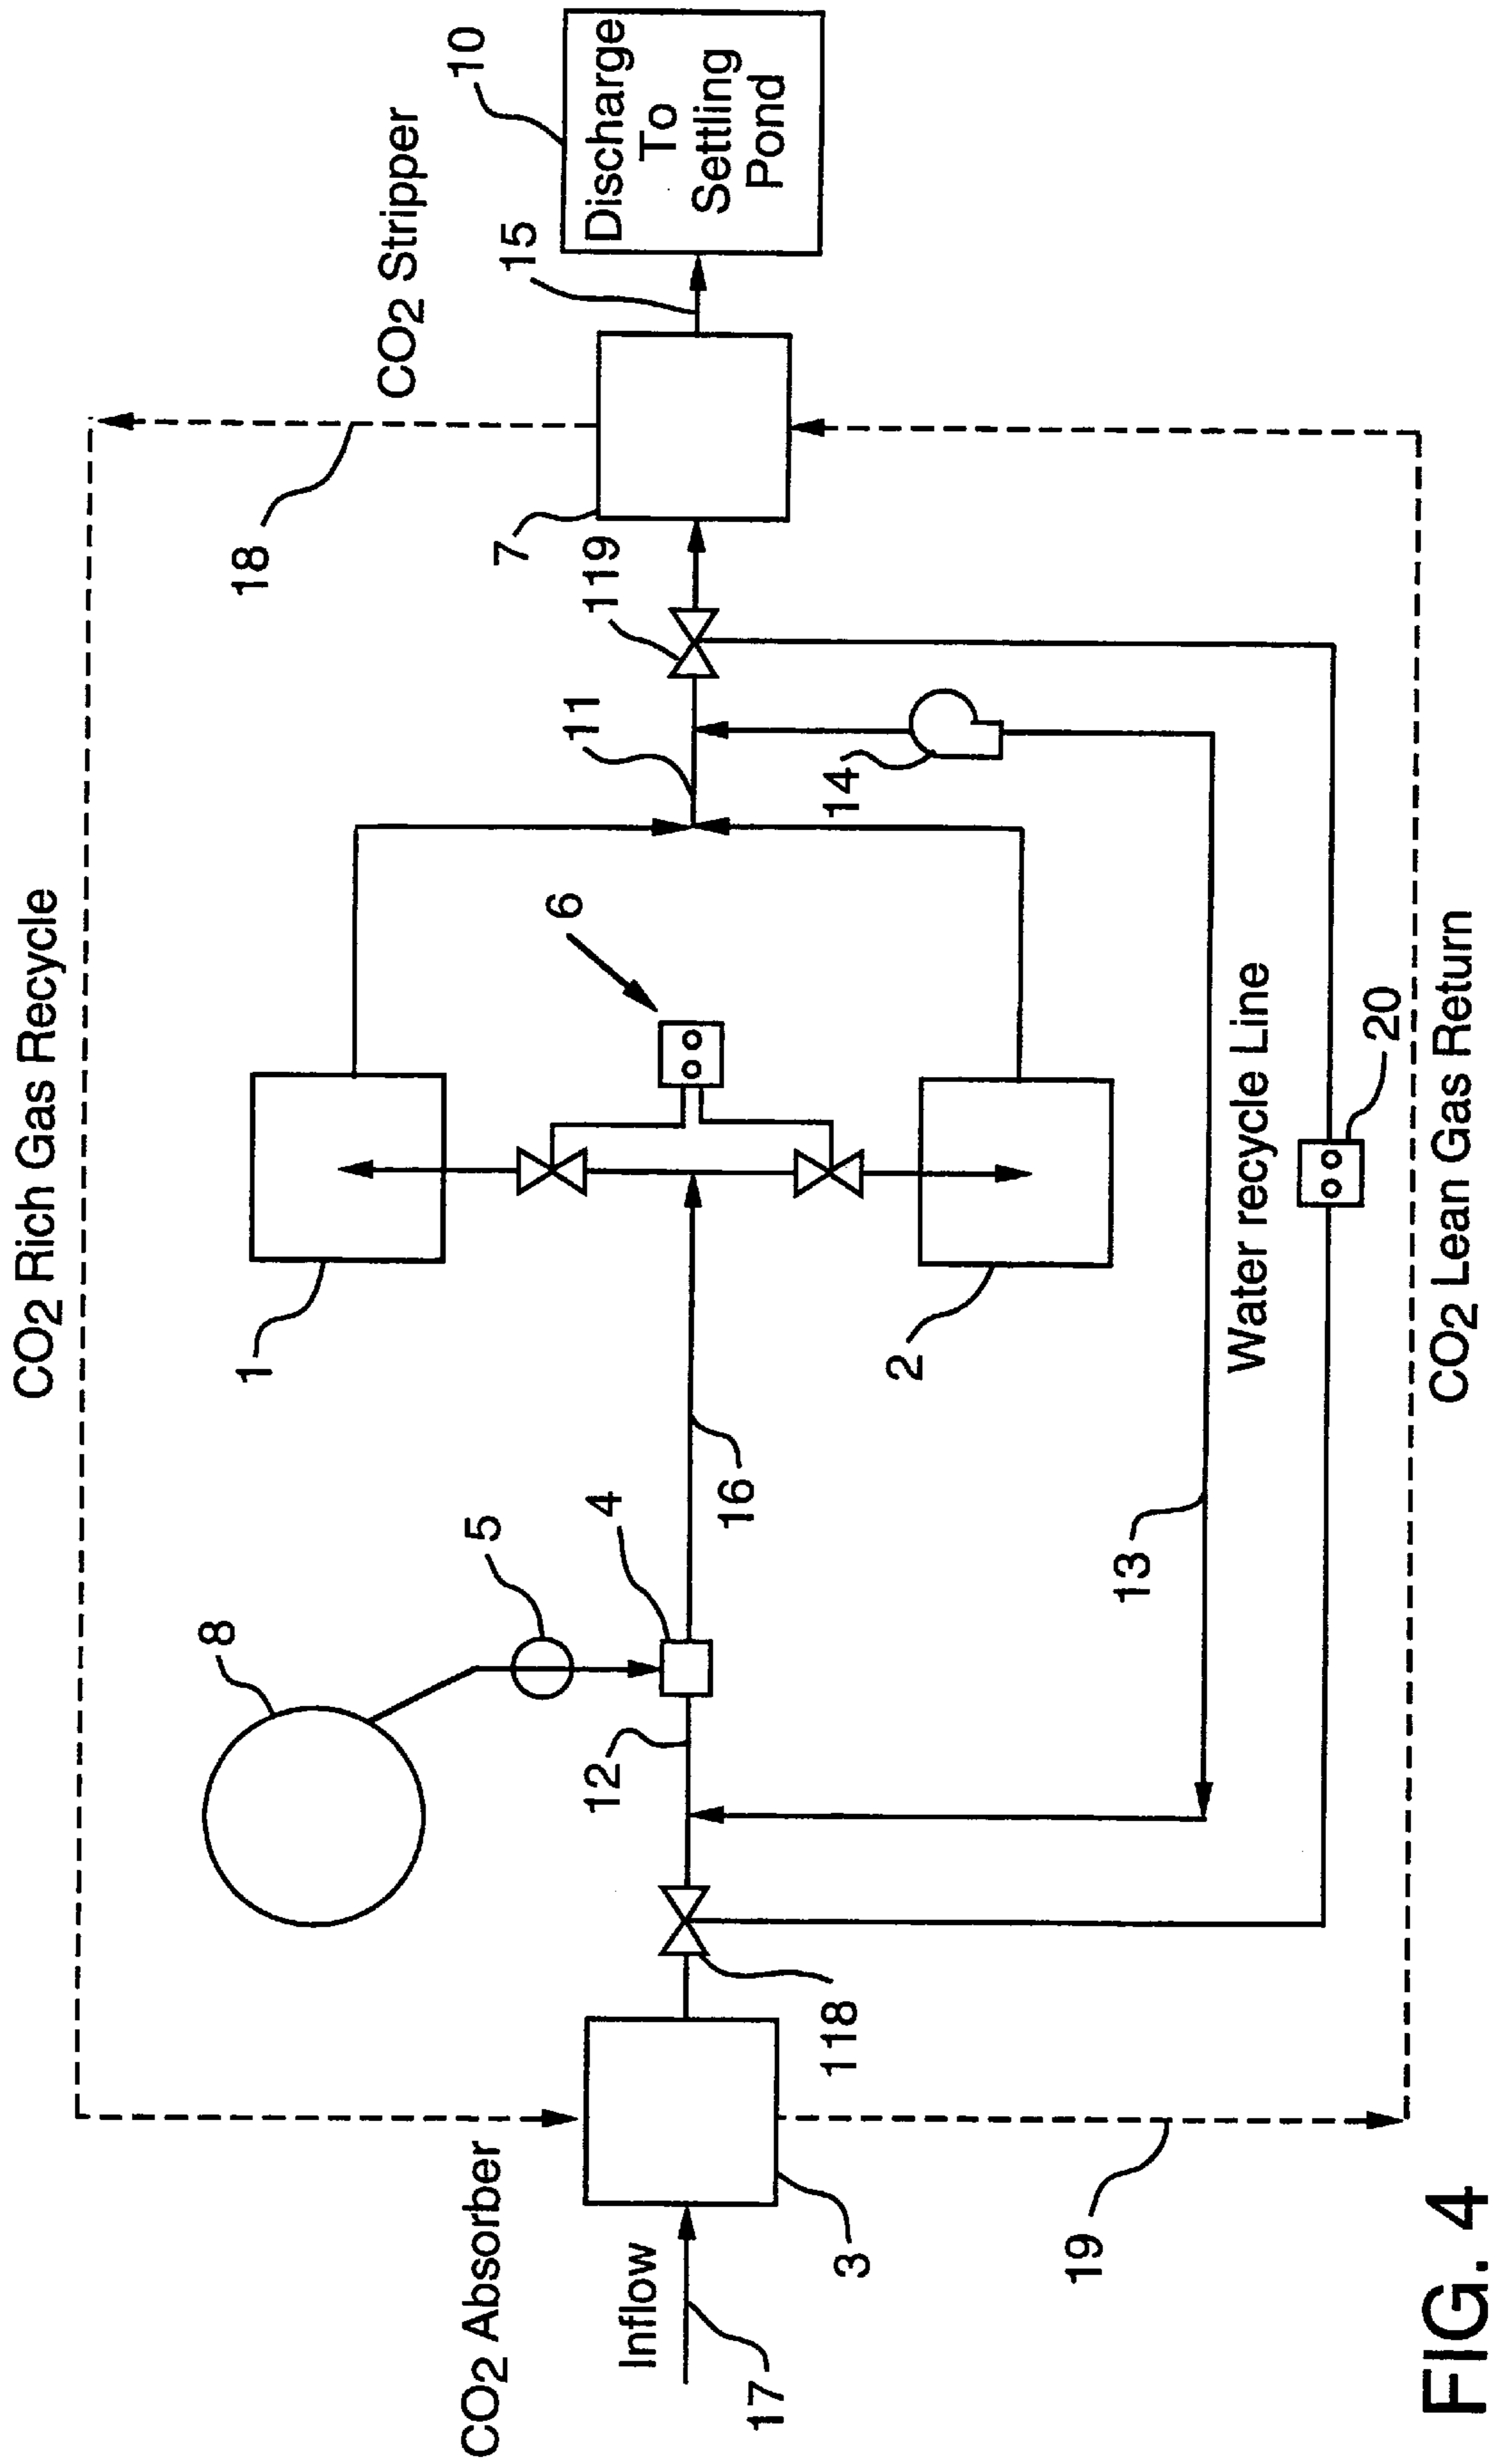 CO2 Rich Gas Recycle
CO2 Absorber
CO2 Stripper
Inflow
17
3
19
118
12
8
5
4
16
1
2
6
13
Water recycle Line
14
11
119
7
18
15
10
Discharge
To
Settling
Pond
20
CO2 Lean Gas Return
FIG. 4